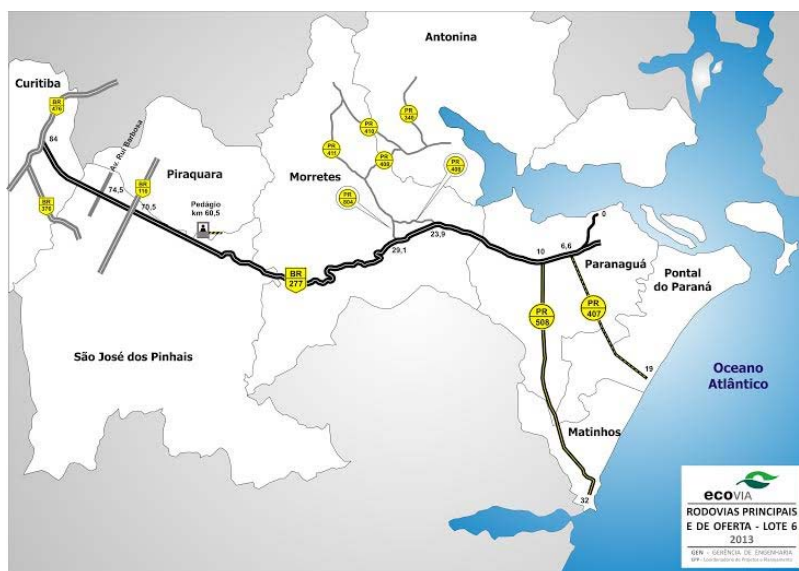 Antonina
Curitiba
BR
476
84
Av. Rui Barbosa
PR
340
PR
410
PR
411
PR
408
Piraquara
BR
116
74,5
70,5
Morretes
PR
408
PR
804
Pedágio
km 60,5
0
23,9
29,1
10
6,6
Paranaguá
Pontal
do Paraná
BR
277
PR
508
PR
407
São José dos Pinhais
19
Oceano
Atlântico
Matinhos
32
ecovia
RODOVIAS PRINCIPAIS
E DE OFERTA - LOTE 6
2013
GEN - GERÊNCIA DE ENGENHARIA